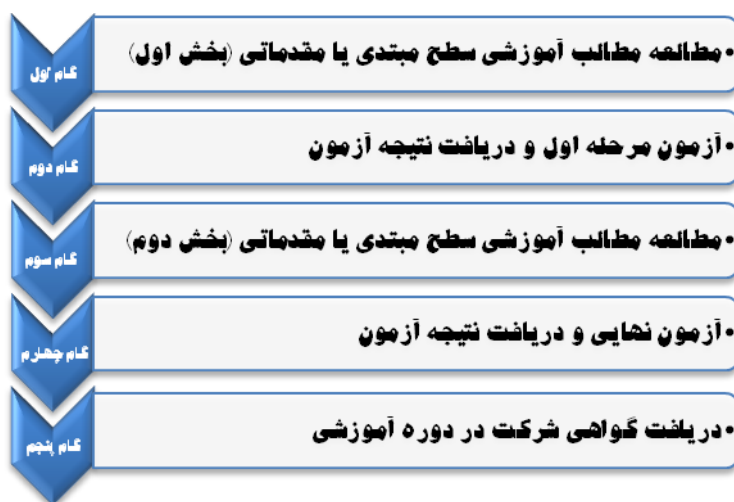 گام اول
•مطالعه مطالب آموزشی سطح مبتدی یا مقدماتی (بخش اول)
گام دوم
•آزمون مرحله اول و دریافت نتیجه آزمون
گام سوم
•مطالعه مطالب آموزشی سطح مبتدی یا مقدماتی (بخش دوم)
گام چهارم
•آزمون نهایی و دریافت نتیجه آزمون
گام پنجم
•دریافت گواهی شرکت در دوره آموزشی